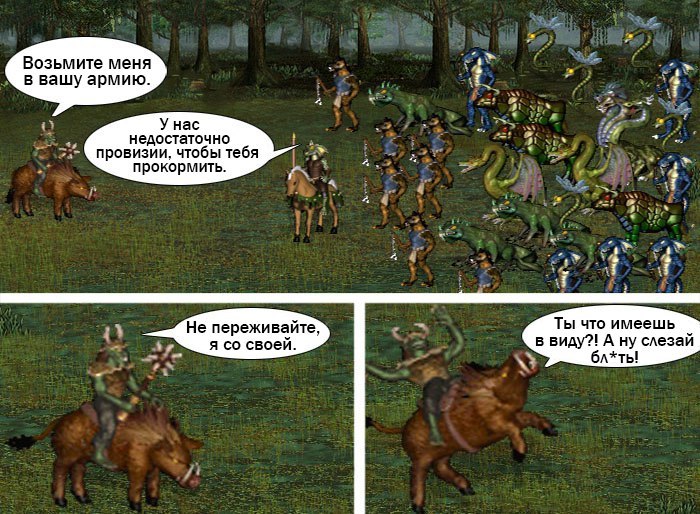 Возьмите меня
в вашу армию.
У нас
недостаточно
провизии, чтобы тебя
прокормить.
Не переживайте,
я со своей.
Ты что имеешь
в виду?! А ну слезай
бл*ть!